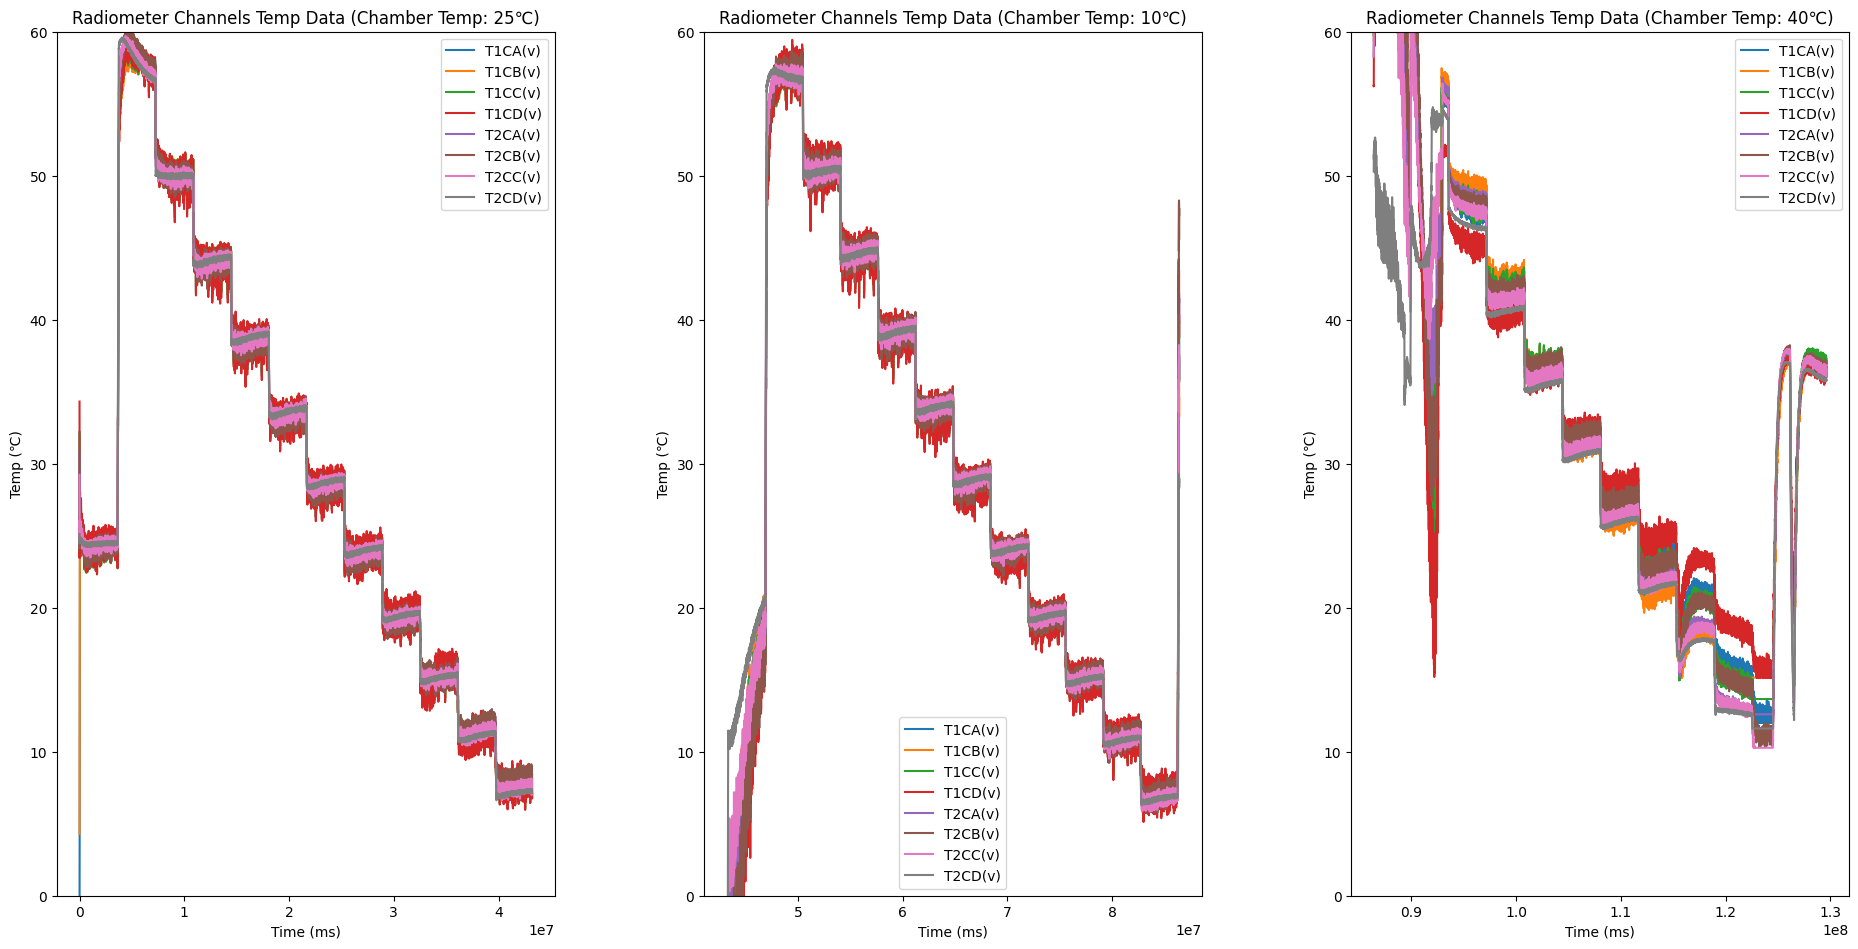 Radiometer Channels Temp Data (Chamber Temp: 25℃)
60
50
40
30
20
10
0
Temp (℃)
T1CA(v)
T1CB(v)
T1CC(v)
T1CD(v)
T2CA(v)
T2CB(v)
T2CC(v)
T2CD(v)
0 1 2 3 4
1e7
Time (ms)
Radiometer Channels Temp Data (Chamber Temp: 10℃)
60
50
40
30
20
10
0
Temp (℃)
T1CA(v)
T1CB(v)
T1CC(v)
T1CD(v)
T2CA(v)
T2CB(v)
T2CC(v)
T2CD(v)
5 6 7 8
1e7
Time (ms)
Radiometer Channels Temp Data (Chamber Temp: 40℃)
60
50
40
30
20
10
0
Temp (℃)
T1CA(v)
T1CB(v)
T1CC(v)
T1CD(v)
T2CA(v)
T2CB(v)
T2CC(v)
T2CD(v)
0.9 1.0 1.1 1.2 1.3
1e8
Time (ms)